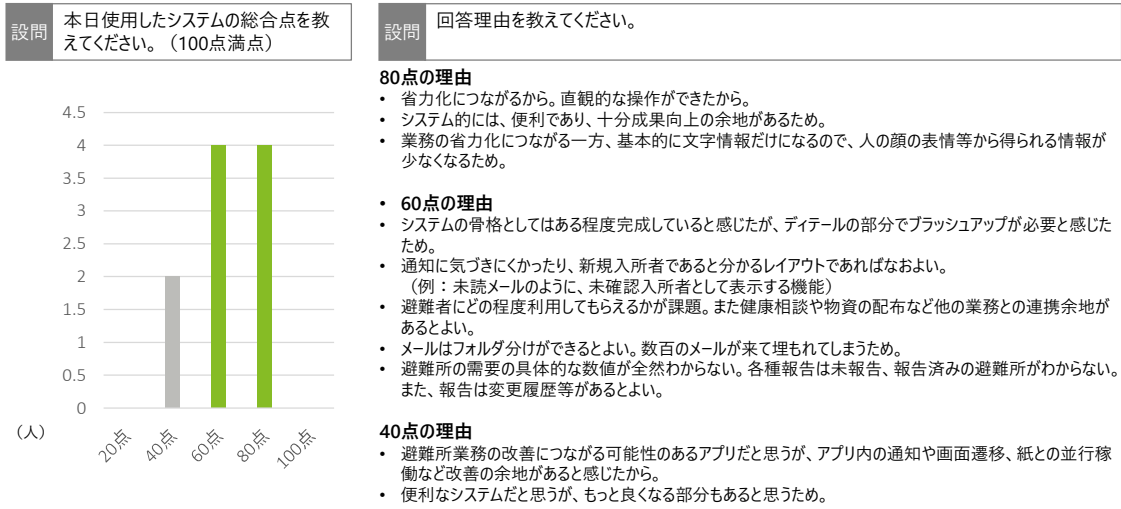 設問
本日使用したシステムの総合点を教
えてください。（100点満点）
設問
回答理由を教えてください。
4.5
4
3.5
3
2.5
2
1.5
1
0.5
0
（人）
20点
40点
60点
80点
100点
80点の理由
• 省力化につながるから。直観的な操作ができたから。
• システム的には、便利であり、十分成果向上の余地があるため。
• 業務の省力化につながる一方、基本的に文字情報だけになるので、人の顔の表情等から得られる情報が
少なくなるため。
• 60点の理由
• システムの骨格としてはある程度完成していると感じたが、ディテールの部分でブラッシュアップが必要と感じた
ため。
• 通知に気づきにくかったり、新規入所者であると分かるレイアウトであればなおよい。
（例：未読メールのように、未確認入所者として表示する機能）
• 避難者にどの程度利用してもらえるかが課題。また健康相談や物資の配布など他の業務との連携余地が
あるとよい。
• メールはフォルダ分けができるとよい。数百のメールが来て埋もれてしまうため。
• 避難所の需要の具体的な数値が全然わからない。各種報告は未報告、報告済みの避難所がわからない。
また、報告は変更履歴等があるとよい。
40点の理由
• 避難所業務の改善につながる可能性のあるアプリだと思うが、アプリ内の通知や画面遷移、紙との並行稼
働など改善の余地があると感じたから。
• 便利なシステムだと思うが、もっと良くなる部分もあると思うため。